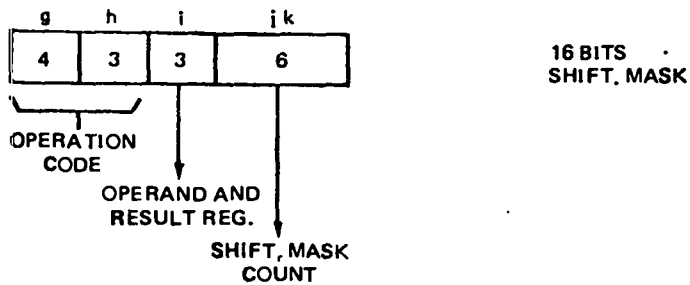 g h i jk
4 3 3 6
16 BITS
SHIFT, MASK
OPERATION
CODE
OPERAND AND
RESULT REG.
SHIFT, MASK
COUNT